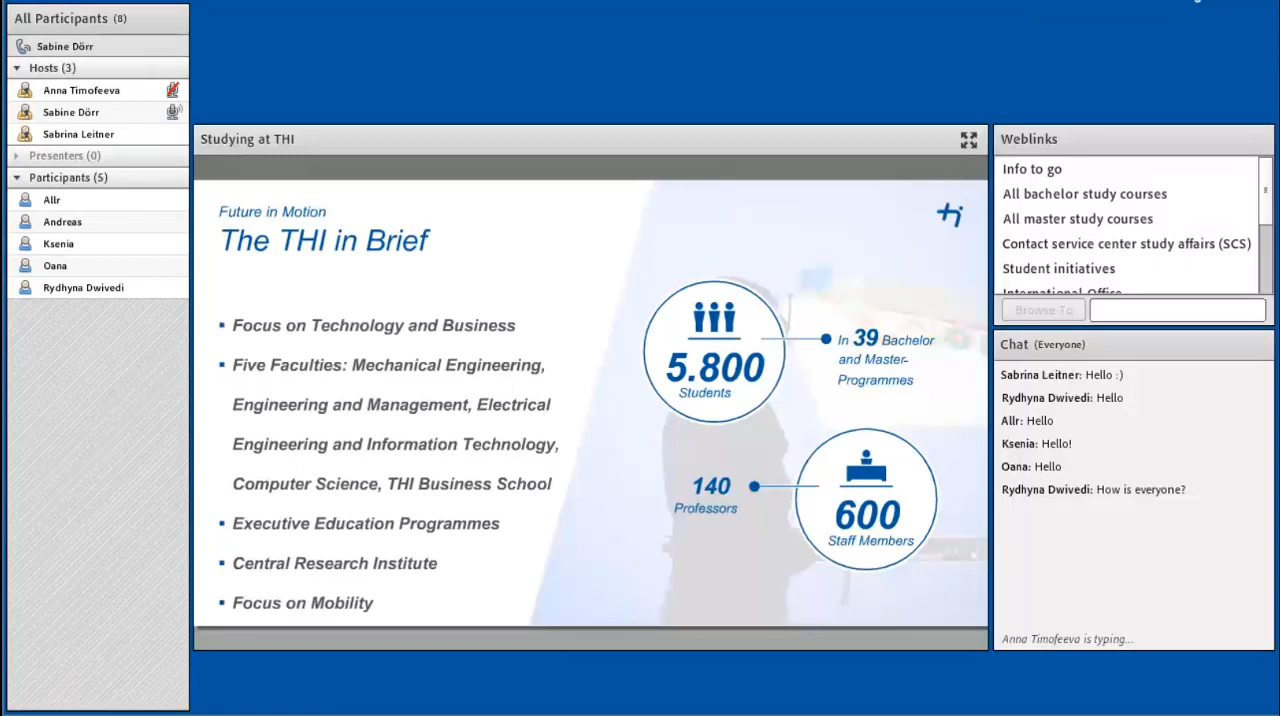 All Participants (8)
Sabine Dörr
Hosts (3)
Anna Timofeeva
Sabine Dörr
Sabrina Leitner
Presenters (0)
Participants (5)
Allr
Andreas
Ksenia
Oana
Rydhyna Dwivedi
Studying at THI
Future in Motion
The THI in Brief
Focus on Technology and Business
Five Faculties: Mechanical Engineering,
Engineering and Management, Electrical
Engineering and Information Technology,
Computer Science, THI Business School
Executive Education Programmes
Central Research Institute
Focus on Mobility
5.800
Students
In 39 Bachelor
and Master-
Programmes
140
Professors
600
Staff Members
Weblinks
Info to go
All bachelor study courses
All master study courses
Contact service center study affairs (SCS)
Student initiatives
International Office
Browse To
Chat (Everyone)
Sabrina Leitner: Hello :)
Rydhyna Dwivedi: Hello
Allr: Hello
Ksenia: Hello!
Oana: Hello
Rydhyna Dwivedi: How is everyone?
Anna Timofeeva is typing...